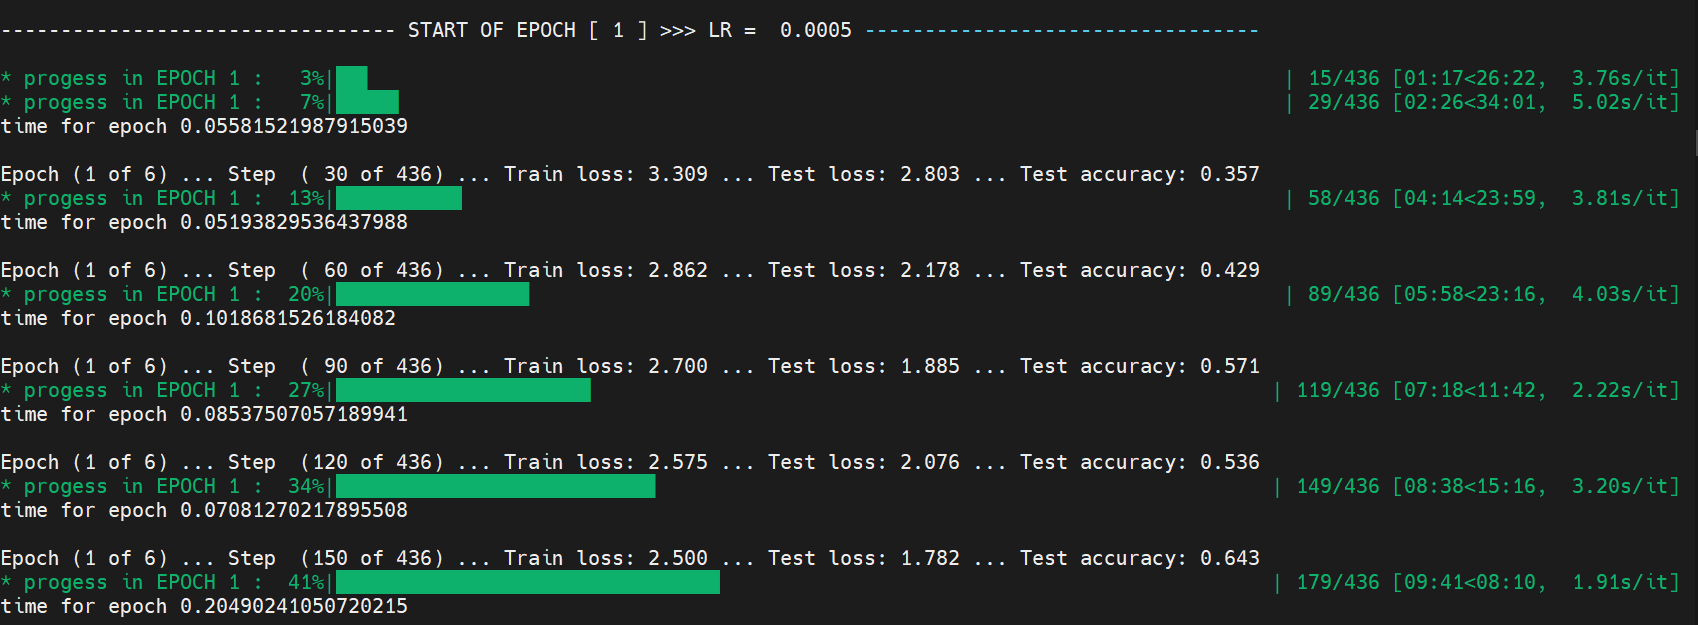 --------------------------------- START OF EPOCH [ 1 ] >>> LR =  0.0005 ---------------------------------
* progess in EPOCH 1 :   3%| | 15/436 [01:17<26:22,  3.76s/it]
* progess in EPOCH 1 :   7%| | 29/436 [02:26<34:01,  5.02s/it]
time for epoch 0.05581521987915039
Epoch (1 of 6) ... Step  ( 30 of 436) ... Train loss: 3.309 ... Test loss: 2.803 ... Test accuracy: 0.357
* progess in EPOCH 1 :  13%| | 58/436 [04:14<23:59,  3.81s/it]
time for epoch 0.05193829536437988
Epoch (1 of 6) ... Step  ( 60 of 436) ... Train loss: 2.862 ... Test loss: 2.178 ... Test accuracy: 0.429
* progess in EPOCH 1 :  20%| | 89/436 [05:58<23:16,  4.03s/it]
time for epoch 0.1018681526184082
Epoch (1 of 6) ... Step  ( 90 of 436) ... Train loss: 2.700 ... Test loss: 1.885 ... Test accuracy: 0.571
* progess in EPOCH 1 :  27%| | 119/436 [07:18<11:42,  2.22s/it]
time for epoch 0.08537507057189941
Epoch (1 of 6) ... Step  (120 of 436) ... Train loss: 2.575 ... Test loss: 2.076 ... Test accuracy: 0.536
* progess in EPOCH 1 :  34%| | 149/436 [08:38<15:16,  3.20s/it]
time for epoch 0.07081270217895508
Epoch (1 of 6) ... Step  (150 of 436) ... Train loss: 2.500 ... Test loss: 1.782 ... Test accuracy: 0.643
* progess in EPOCH 1 :  41%| | 179/436 [09:41<08:10,  1.91s/it]
time for epoch 0.20490241050720215